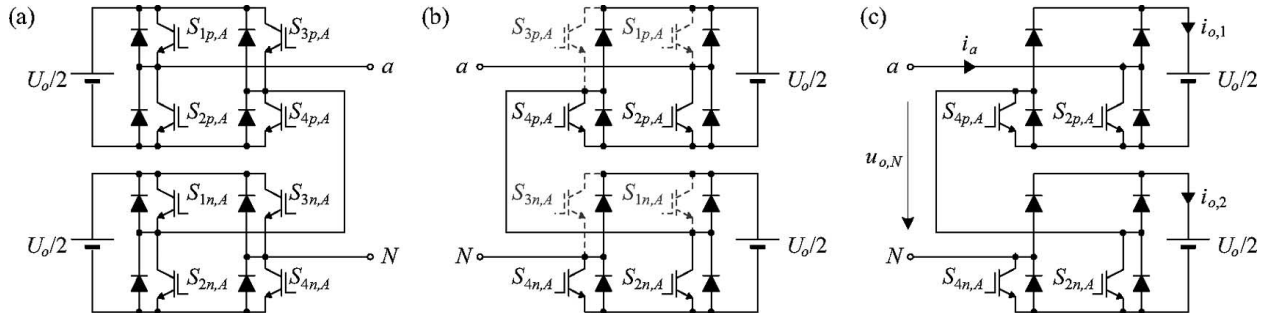 (a)
S1p,A
S3p,A
Uo/2
a
S2p,A
S4p,A
S1n,A
S3n,A
Uo/2
N
S2n,A
S4n,A
(b)
S3p,A
S1p,A
a
Uo/2
S4p,A
S2p,A
S3n,A
S1n,A
N
Uo/2
S4n,A
S2n,A
(c)
io,1
a
ia
Uo/2
S4p,A
S2p,A
uo,N
io,2
N
Uo/2
S4n,A
S2n,A